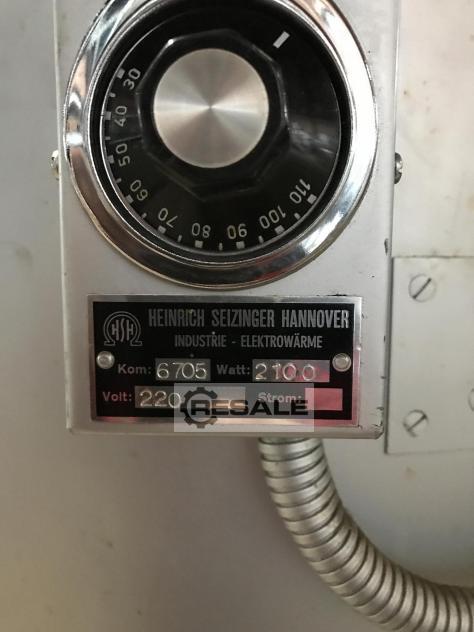 30
40
50
60
70
80
90
100
110
HSH
HEINRICH SEIZINGER HANNOVER
INDUSTRIE - ELEKTROWÄRME
Kom: 6705 Watt: 2100
Volt: 220 Strom:
RESALE